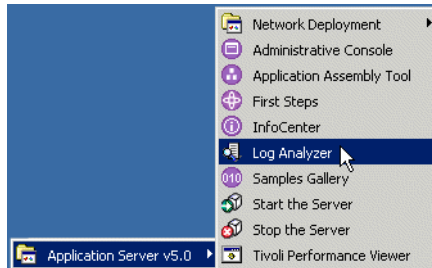 Network Deployment
Administrative Console
Application Assembly Tool
First Steps
InfoCenter
Log Analyzer
010 Samples Gallery
Start the Server
Stop the Server
Application Server v5.0 Tivoli Performance Viewer